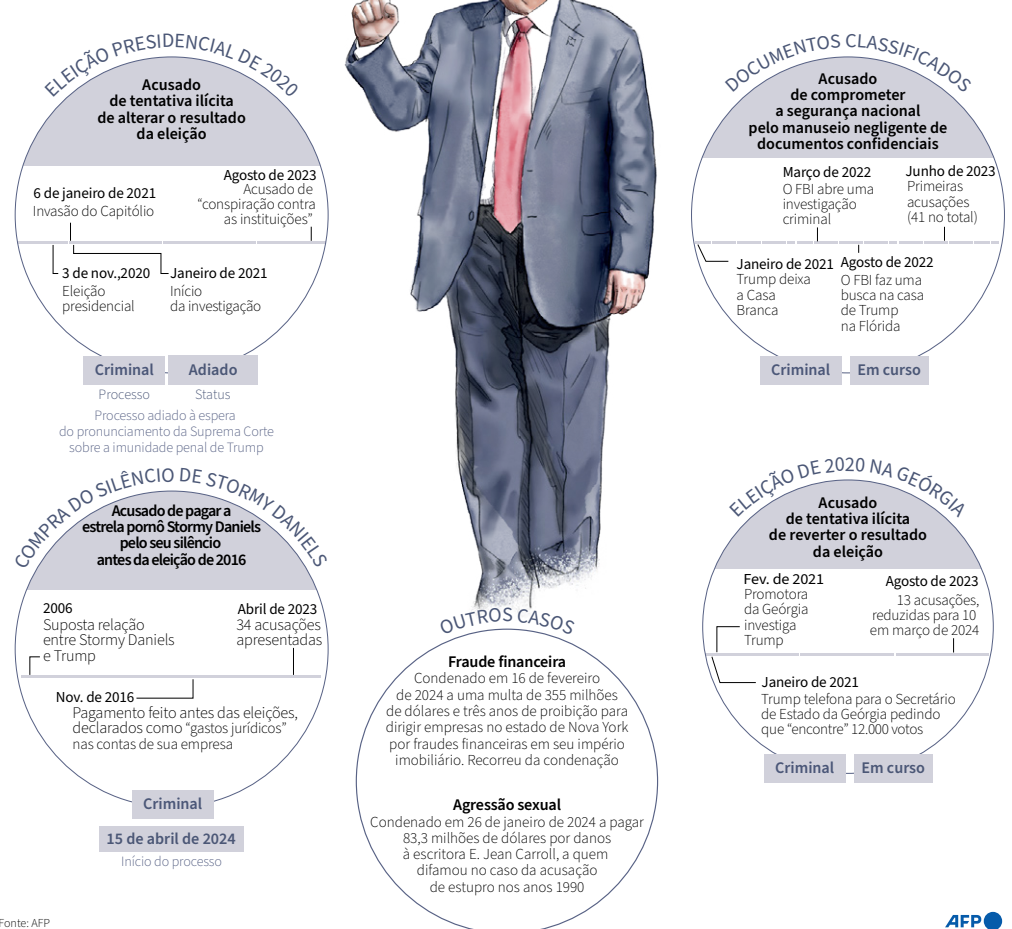 ELEIÇÃO PRESIDENCIAL DE 2020
Acusado
de tentativa ilícita
de alterar o resultado
da eleição
6 de janeiro de 2021
Invasão do Capitólio
Agosto de 2023
Acusado de
“conspiração contra
as instituições”
3 de nov.,2020
Eleição
presidencial
Janeiro de 2021
Início
da investigação
Criminal
Adiado
Processo
Status
Processo adiado à espera
do pronunciamento da Suprema Corte
sobre a imunidade penal de Trump
DOCUMENTOS CLASSIFICADOS
Acusado
de comprometer
a segurança nacional
pelo manuseio negligente de
documentos confidenciais
Março de 2022
O FBI abre uma
investigação
criminal
Junho de 2023
Primeiras
acusações
(41 no total)
Janeiro de 2021
Trump deixa
a Casa
Branca
Agosto de 2022
O FBI faz uma
busca na casa
de Trump
na Flórida
Criminal
Em curso
COMPRA DO SILÊNCIO DE STORMY DANIELS
Acusado de pagar a
estrela pornô Stormy Daniels
pelo seu silêncio
antes da eleição de 2016
2006
Suposta relação
entre Stormy Daniels
e Trump
Abril de 2023
34 acusações
apresentadas
Nov. de 2016
Pagamento feito antes das eleições,
declarados como “gastos jurídicos”
nas contas de sua empresa
Criminal
15 de abril de 2024
Início do processo
OUTROS CASOS
Fraude financeira
Condenado em 16 de fevereiro
de 2024 a uma multa de 355 milhões
de dólares e três anos de proibição para
dirigir empresas no estado de Nova York
por fraudes financeiras em seu império
imobiliário. Recorreu da condenação
Agressão sexual
Condenado em 26 de janeiro de 2024 a pagar
83,3 milhões de dólares por danos
à escritora E. Jean Carroll, a quem
difamou no caso da acusação
de estupro nos anos 1990
ELEIÇÃO DE 2020 NA GEÓRGIA
Acusado
de tentativa ilícita
de reverter o resultado
da eleição
Fev. de 2021
Promotora
da Geórgia
investiga
Trump
Agosto de 2023
13 acusações,
reduzidas para 10
em março de 2024
Janeiro de 2021
Trump telefona para o Secretário
de Estado da Geórgia pedindo
que “encontre” 12.000 votos
Criminal
Em curso
Fonte: AFP
AFP